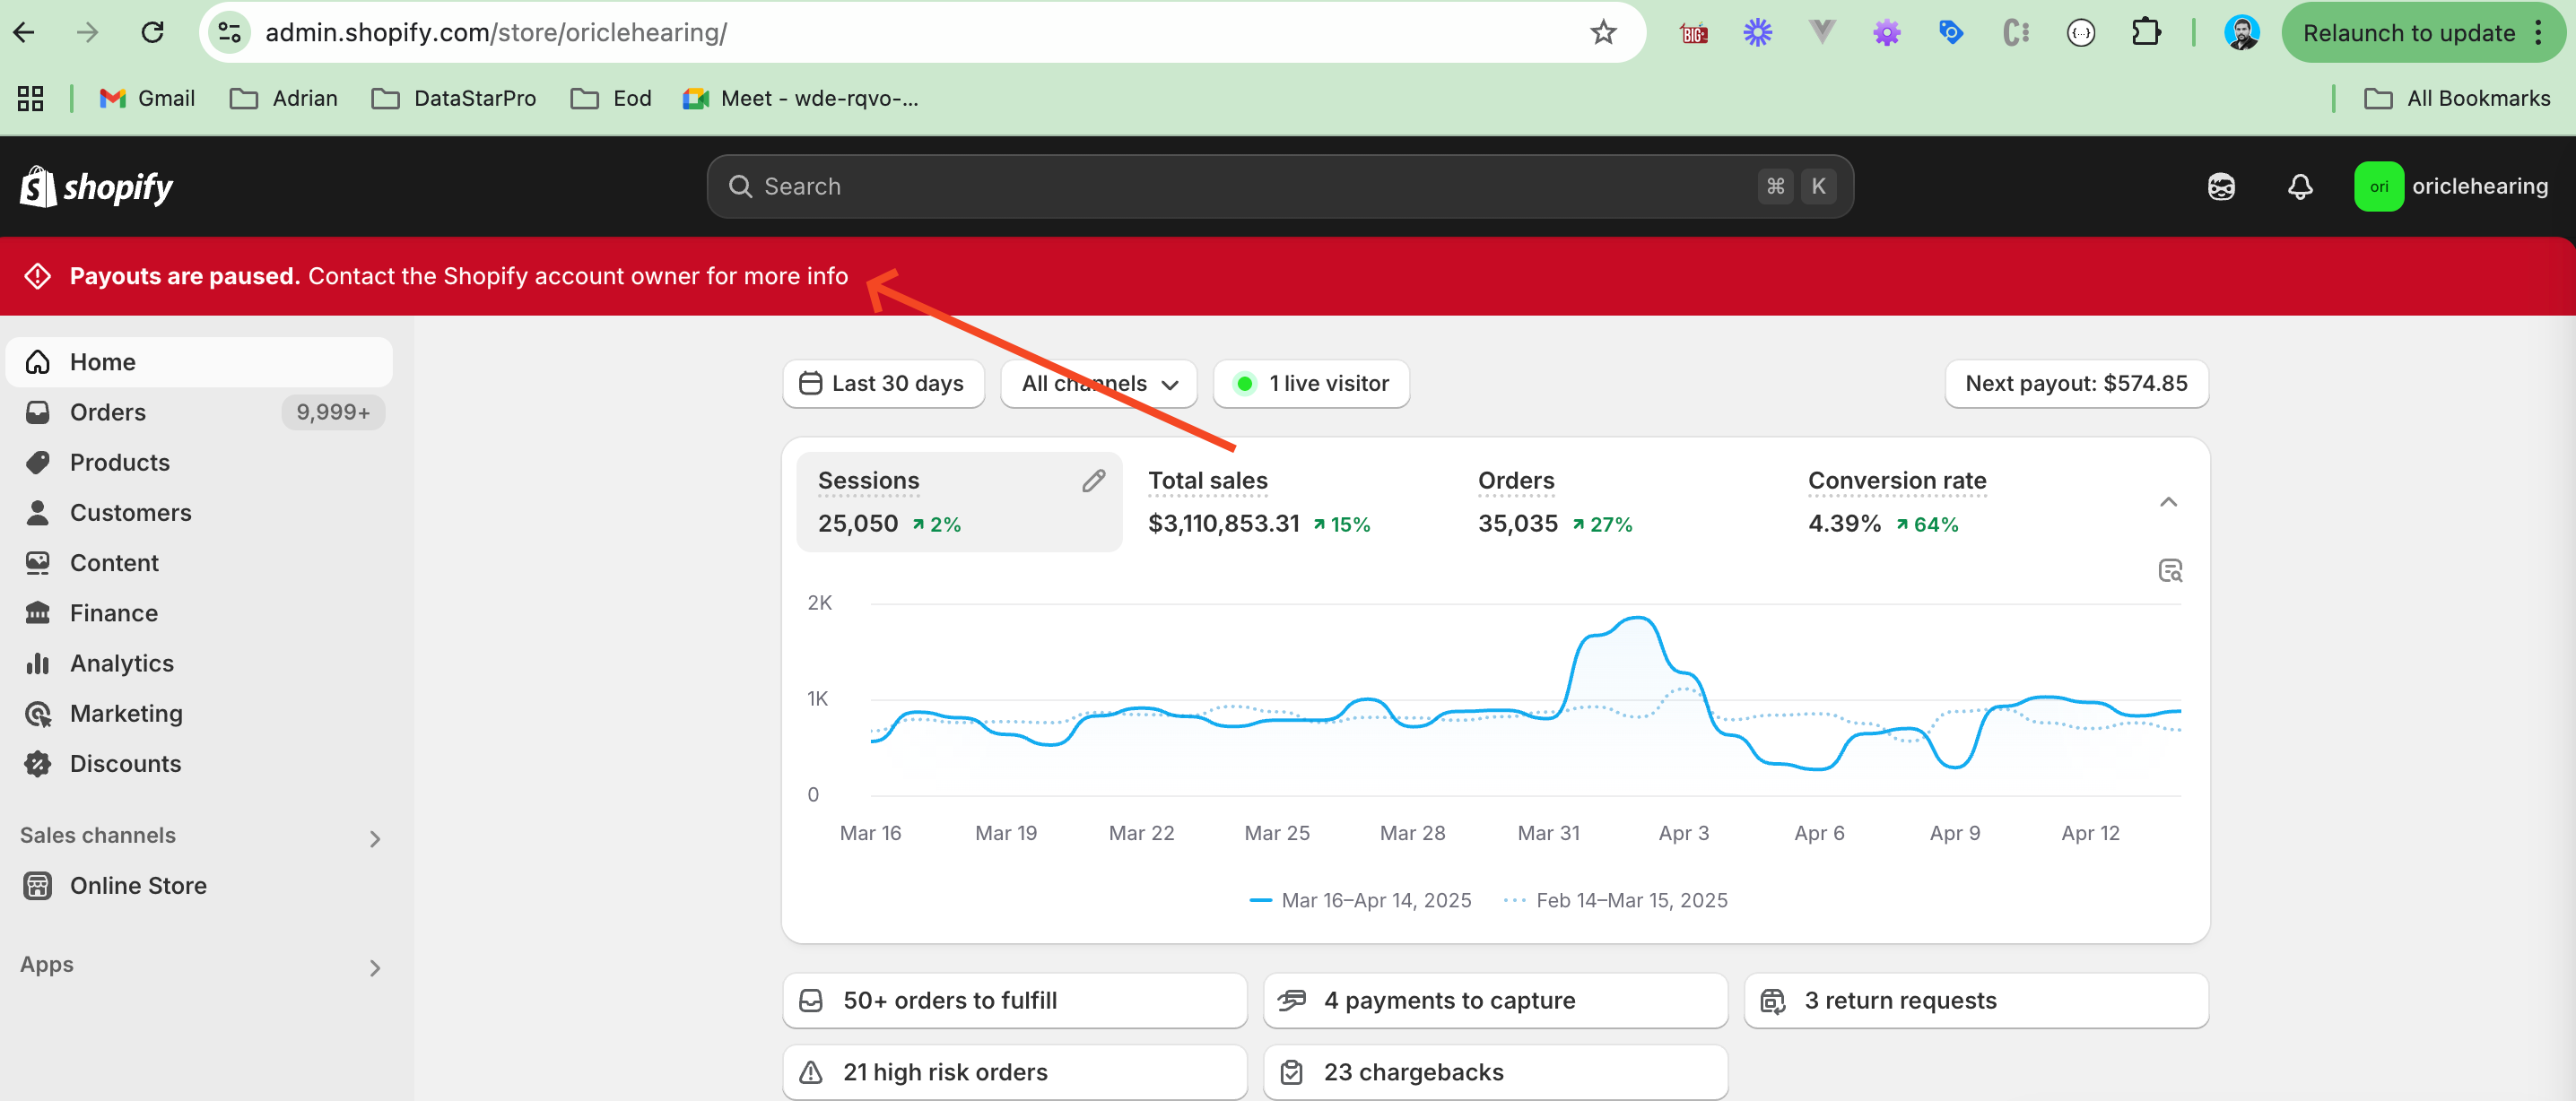 admin.shopify.com/store/oriclehearing/
BIG
Relaunch to update
Gmail
Adrian
DataStarPro
Eod
Meet - wde-rqvo-...
All Bookmarks
shopify
Search
⌘ K
ori
oriclehearing
Payouts are paused. Contact the Shopify account owner for more info
Home
Orders 9,999+
Products
Customers
Content
Finance
Analytics
Marketing
Discounts
Sales channels
Online Store
Apps
Last 30 days
All channels
1 live visitor
Next payout: $574.85
Sessions
25,050 2%
Total sales
$3,110,853.31 15%
Orders
35,035 27%
Conversion rate
4.39% 64%
2K
1K
0
Mar 16 Mar 19 Mar 22 Mar 25 Mar 28 Mar 31 Apr 3 Apr 6 Apr 9 Apr 12
Mar 16–Apr 14, 2025 Feb 14–Mar 15, 2025
50+ orders to fulfill
4 payments to capture
3 return requests
21 high risk orders
23 chargebacks